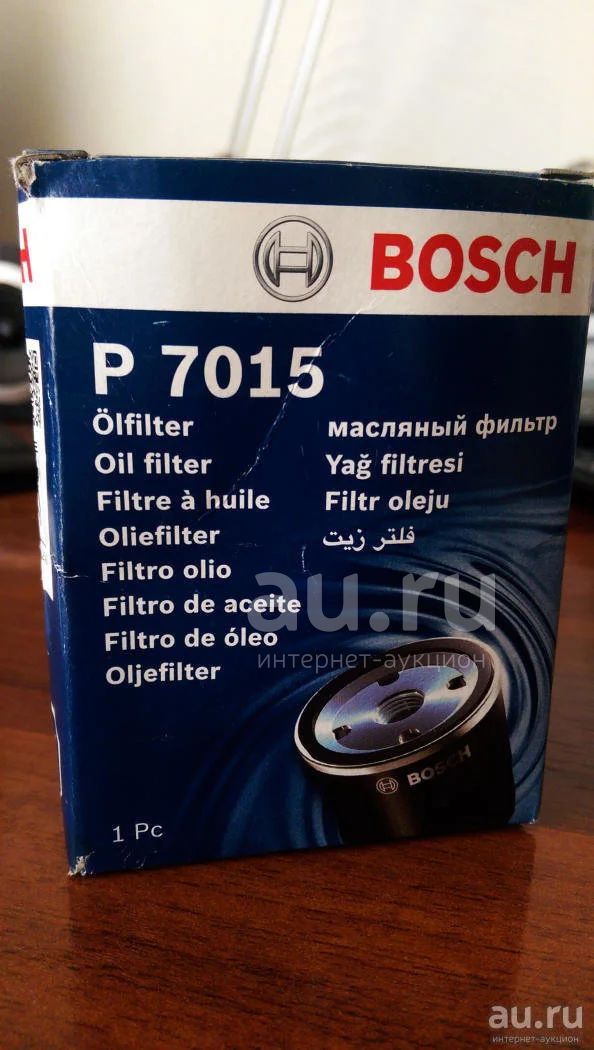 BOSCH
H
P 7015
Ölfilter
Oil filter
Filtre à huile
Oliefilter
Filtro olio
Filtro de aceite
Filtro de óleo
Oljefilter
масляный фильтр
Yağ filtresi
Filtr oleju
فلتر زيت
au.ru
интернет-аукцион
BOSCH
1 Pc
au.ru
интернет-аукцион